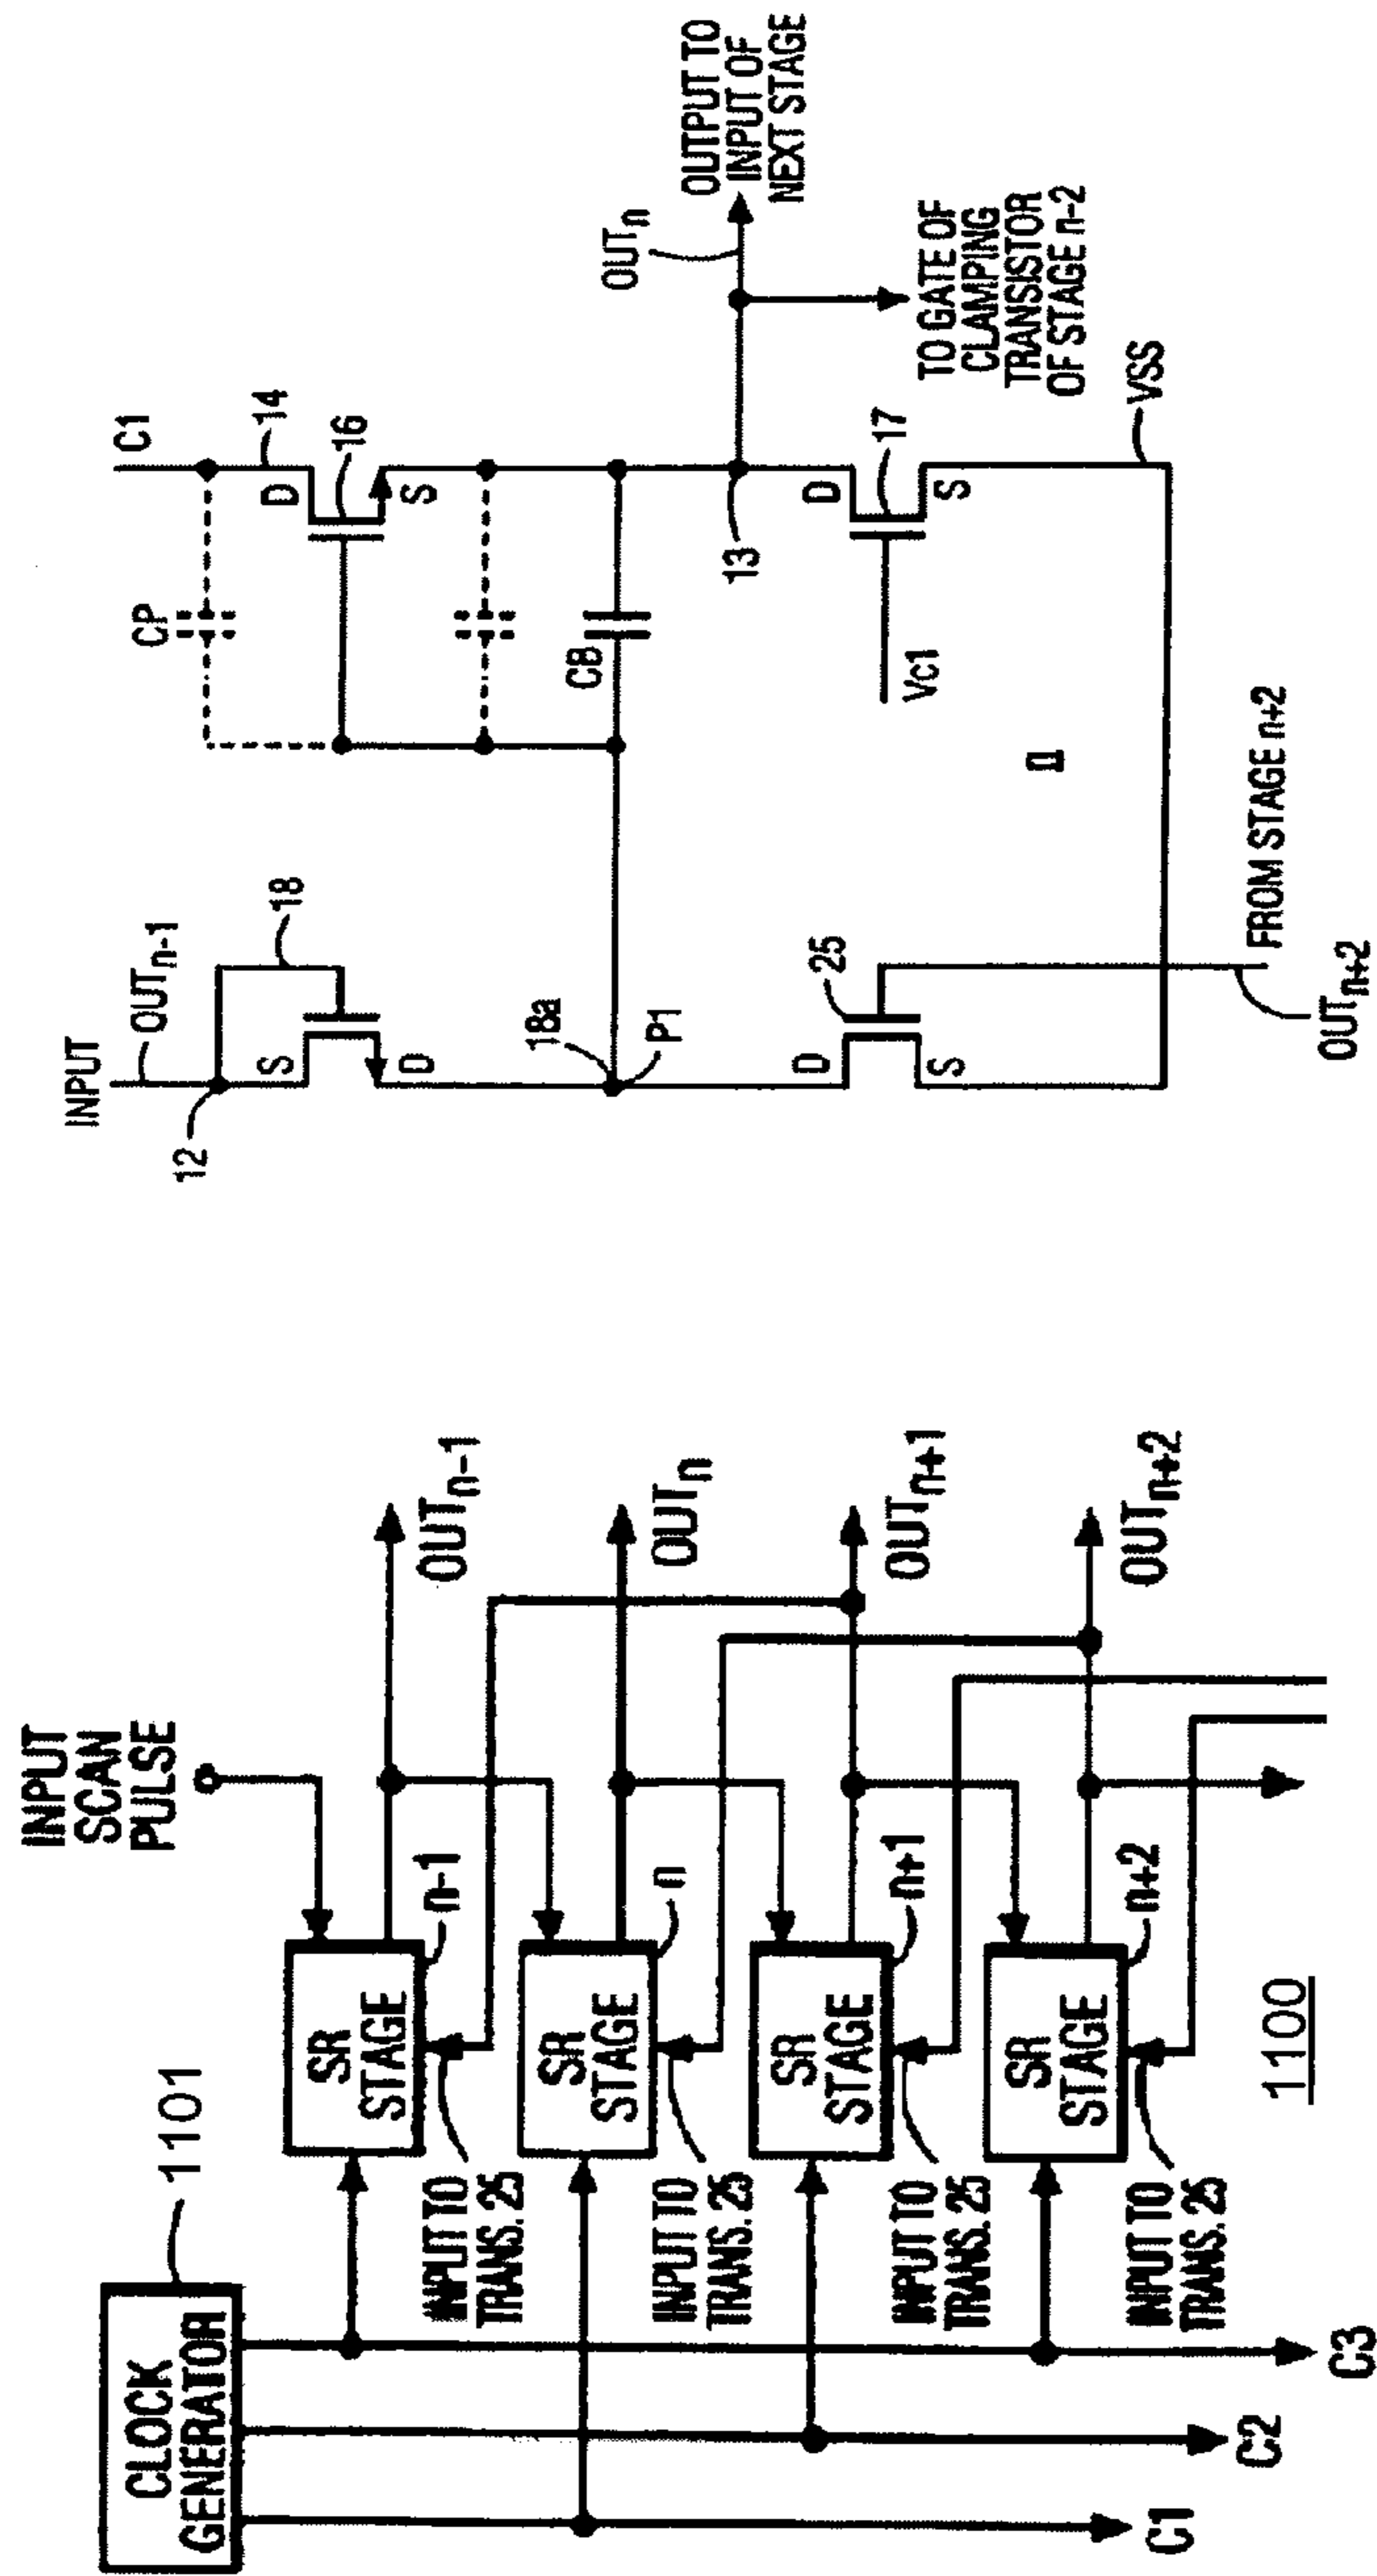 CLOCK
GENERATOR
1101
INPUT
SCAN
PULSE
SR
STAGE
n-1
OUTn-1
INPUT TO
TRANS. 25
SR
STAGE
n
OUTn
INPUT TO
TRANS. 25
SR
STAGE
n+1
OUTn+1
INPUT TO
TRANS. 25
SR
STAGE
n+2
OUTn+2
INPUT TO
TRANS. 25
C1
C2
C3
1100
INPUT
OUTn-1
12
18
S
D
18a
P1
C1
14
CP
D
16
S
CB
13
OUTn
OUTPUT TO
INPUT OF
NEXT STAGE
TO GATE OF
CLAMPING
TRANSISTOR
OF STAGE n-2
D
17
S
Vc1
VSS
n
25
D
S
FROM STAGE n+2
OUTn+2